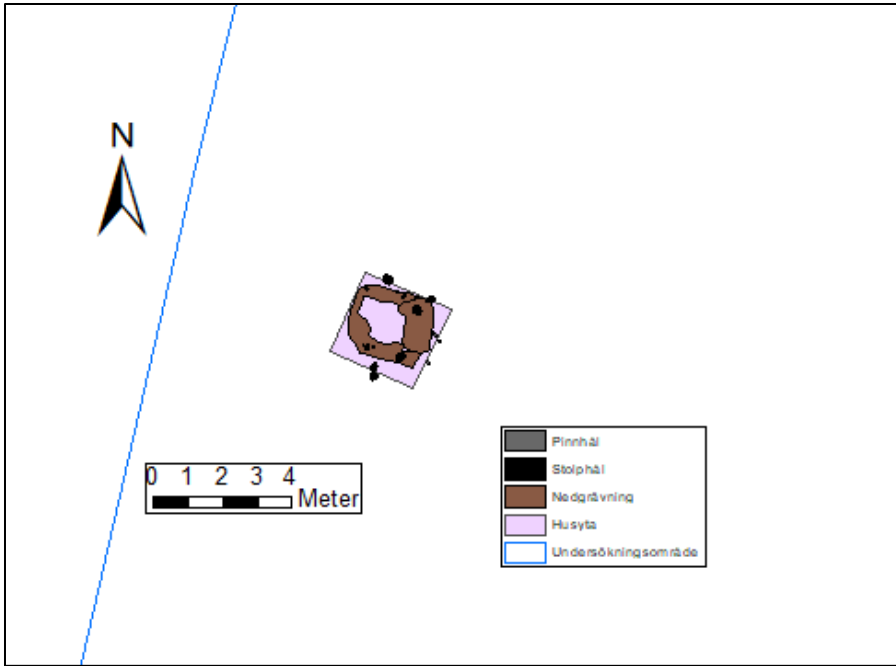 N
0 1 2 3 4
Meter
Pinnhål
Stolphål
Nedgrävning
Husyta
Undersökningsområde